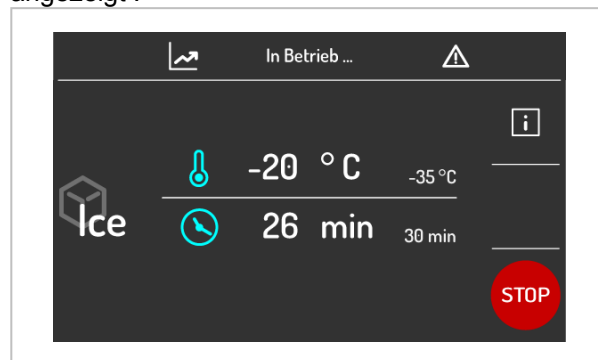 angezeigt :
In Betrieb ...
-20 °C -35 °C
Ice
26 min 30 min
STOP